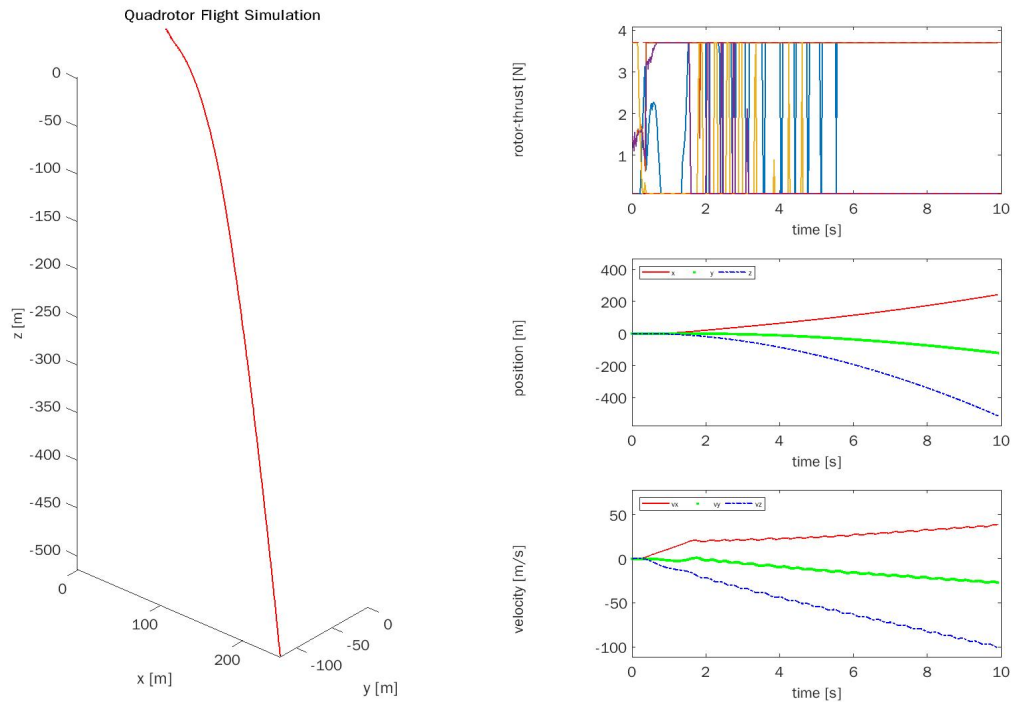 Quadrotor Flight Simulation
0
-50
-100
-150
-200
-250
-300
-350
-400
-450
-500
z [m]
0
100
200
x [m]
-100
-50
0
y [m]
4
3
2
1
rotor-thrust [N]
0 2 4 6 8 10
time [s]
x y z
400
200
0
-200
-400
position [m]
0 2 4 6 8 10
time [s]
vx vy vz
50
0
-50
-100
velocity [m/s]
0 2 4 6 8 10
time [s]